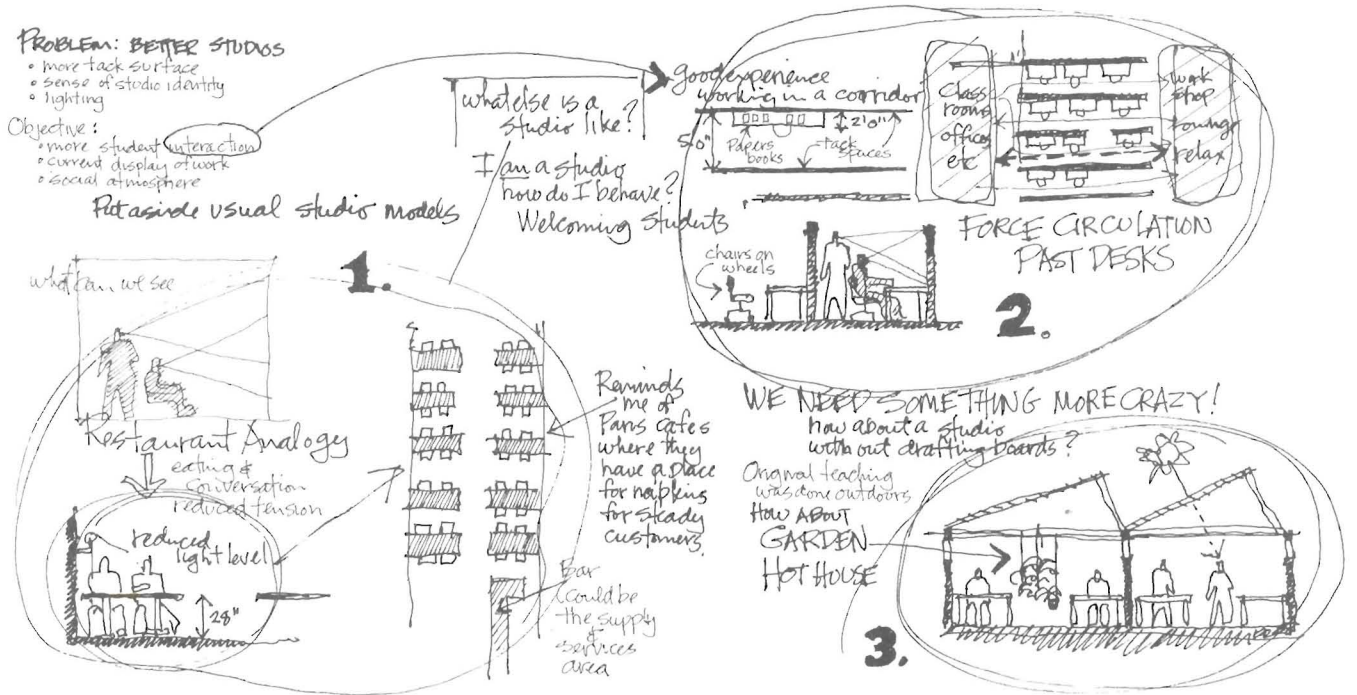 PROBLEM: BETTER STUDIOS
• more tack surface
• sense of studio identity
• lighting
Objective:
• more student interaction
• current display of work
• social atmosphere
Put aside usual studio models
what else is a
studio like?
I am a studio
how do I behave?
Welcoming Students
good experience
working in a corridor
5'0"
2'0"
Papers
books
tack
spaces
Class
rooms
offices
etc
work
shop
lounge
relax
FORCE CIRCULATION
PAST DESKS
chairs on
wheels
2.
1.
what can we see
Restaurant Analogy
eating &
conversation
reduced tension
reduced
light level
28"
Reminds
me of
Paris cafes
where they
have a place
for napkins
for steady
customers.
Bar
could be
the supply
&
services
area
WE NEED SOMETHING MORE CRAZY!
how about a studio
without drafting boards?
Original teaching
was done outdoors
HOW ABOUT
GARDEN
HOT HOUSE
3.